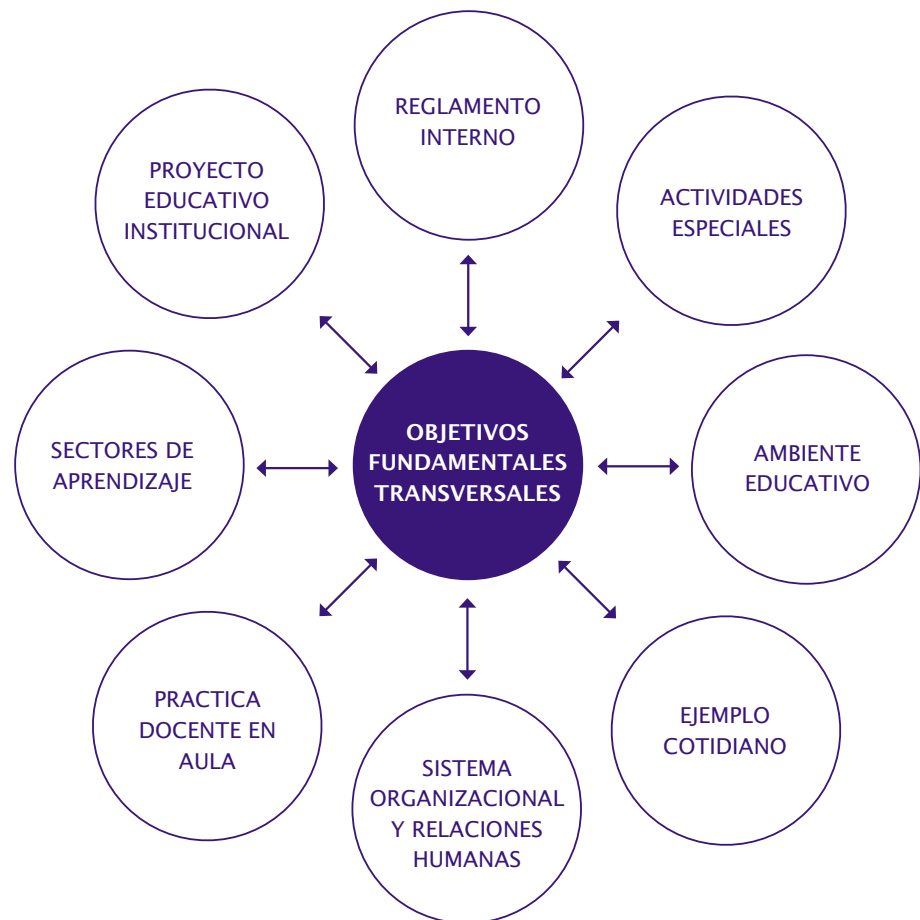 REGLAMENTO
INTERNO
PROYECTO
EDUCATIVO
INSTITUCIONAL
ACTIVIDADES
ESPECIALES
SECTORES DE
APRENDIZAJE
OBJETIVOS
FUNDAMENTALES
TRANSVERSALES
AMBIENTE
EDUCATIVO
PRACTICA
DOCENTE EN
AULA
SISTEMA
ORGANIZACIONAL
Y RELACIONES
HUMANAS
EJEMPLO
COTIDIANO